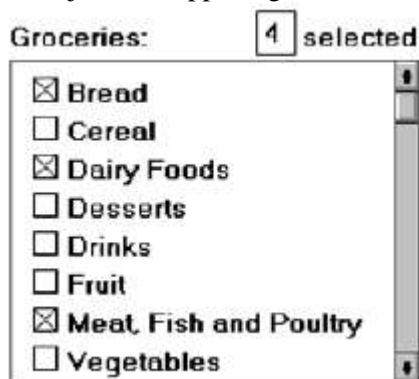 Groceries: 4 selected
Bread
Cereal
Dairy Foods
Desserts
Drinks
Fruit
Meat, Fish and Poultry
Vegetables